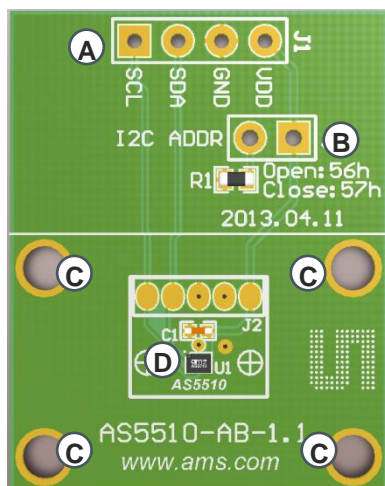 A
J1
SCL SDA GND VDD
I2C ADDR
B
R1
Open:56h
Close:57h
2013.04.11
C
C
C1
J2
D
ams
U1
AS5510
C
C
AS5510-AB-1.1
www.ams.com